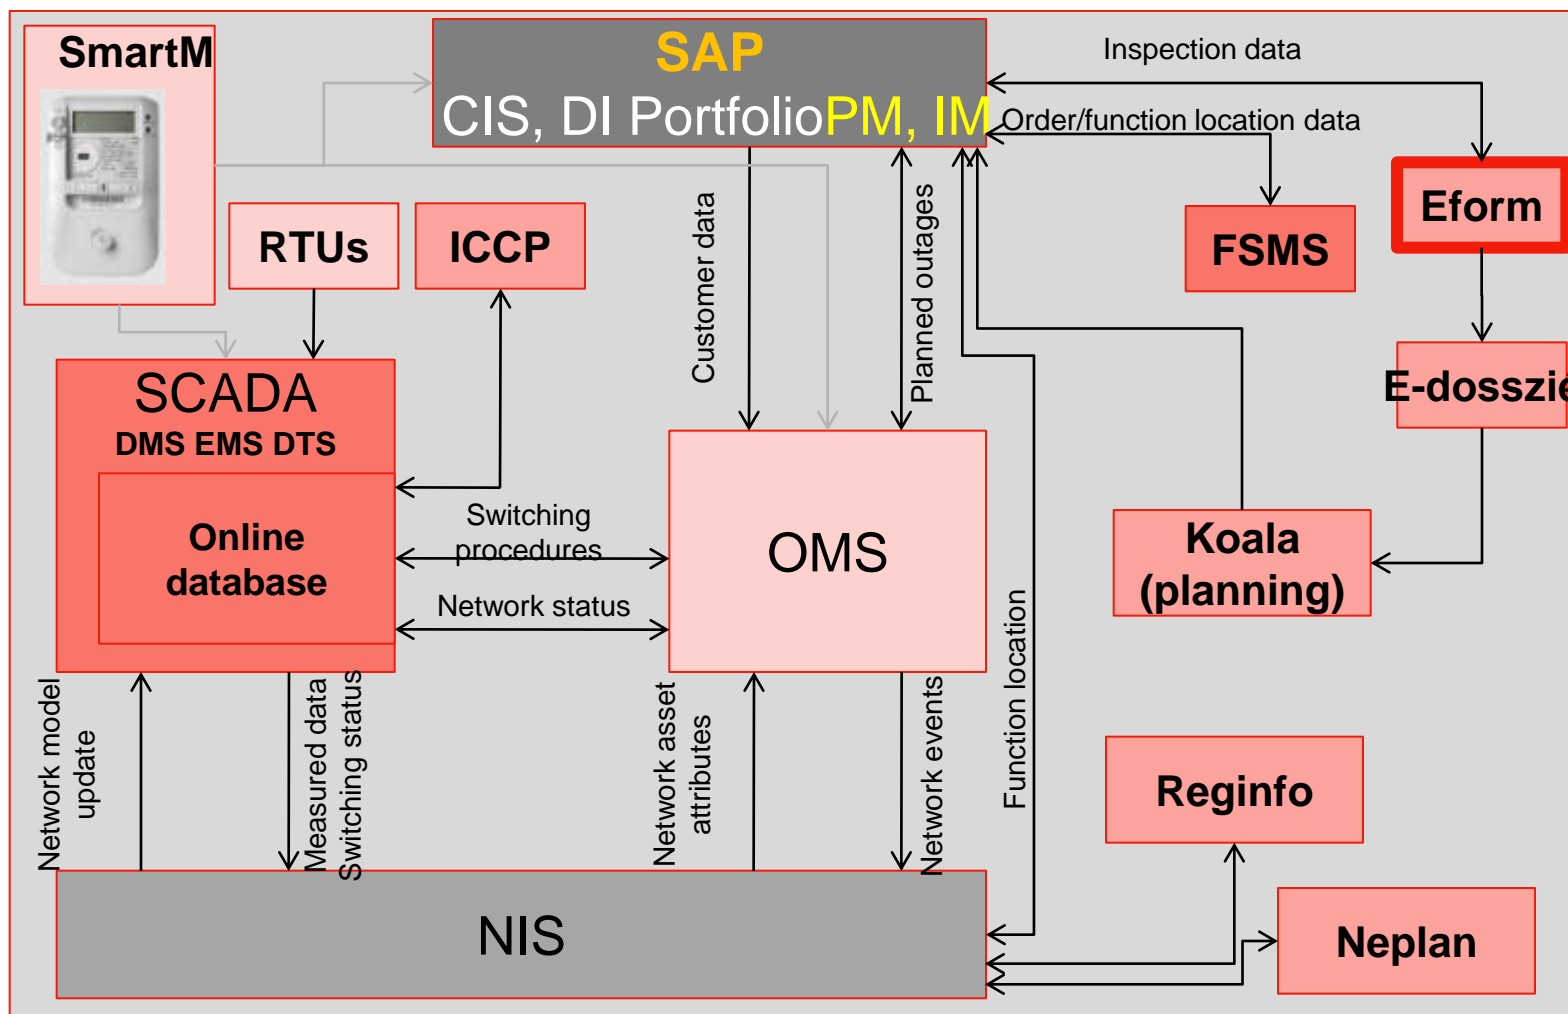 SmartM
SAP
CIS, DI PortfolioPM, IM
Inspection data
Order/function location data
Eform
FSMS
RTUs
ICCP
Customer data
Planned outages
E-dosszié
SCADA
DMS EMS DTS
Online
database
Switching
procedures
Network status
OMS
Koala
(planning)
Function location
Network model
update
Measured data
Switching status
Network asset
attributes
Network events
Reginfo
NIS
Neplan